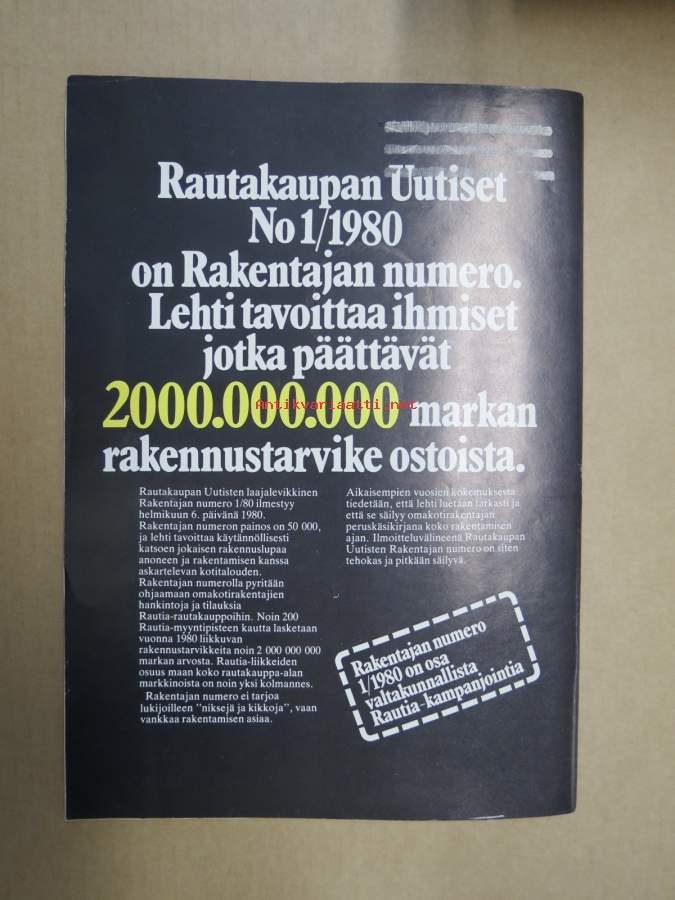 Rautakaupan Uutiset
No 1/1980
on Rakentajan numero.
Lehti tavoittaa ihmiset
jotka päättävät
2000.000.000 markan
Antikvariaatti.net
rakennustarvike ostoista.
Rautakaupan Uutisten laajalevikkinen
Rakentajan numero 1/80 ilmestyy
helmikuun 6. päivänä 1980.
Rakentajan numeron painos on 50 000,
ja lehti tavoittaa käytännöllisesti
katsoen jokaisen rakennuslupaa
anoneen ja rakentamisen kanssa
askartelevan kotitalouden.
Rakentajan numerolla pyritään
ohjaamaan omakotirakentajien
hankintoja ja tilauksia
Rautia-rautakauppoihin. Noin 200
Rautia-myyntipisteen kautta lasketaan
vuonna 1980 liikkuvan
rakennustarvikkeita noin 2 000 000 000
markan arvosta. Rautia-liikkeiden
osuus maan koko rautakauppa-alan
markkinoista on noin yksi kolmannes.
Rakentajan numero ei tarjoa
lukijoilleen "niksejä ja kikkoja", vaan
vankkaa rakentamisen asiaa.
Aikaisempien vuosien kokemuksesta
tiedetään, että lehti luetaan tarkasti ja
että se säilyy omakotirakentajan
peruskäsikirjana koko rakentamisen
ajan. Ilmoitteluvälineenä Rautakaupan
Uutisten Rakentajan numero on siten
tehokas ja pitkään säilyvä.
Rakentajan numero
1/1980 on osa
valtakunnallista
Rautia-kampanjointia